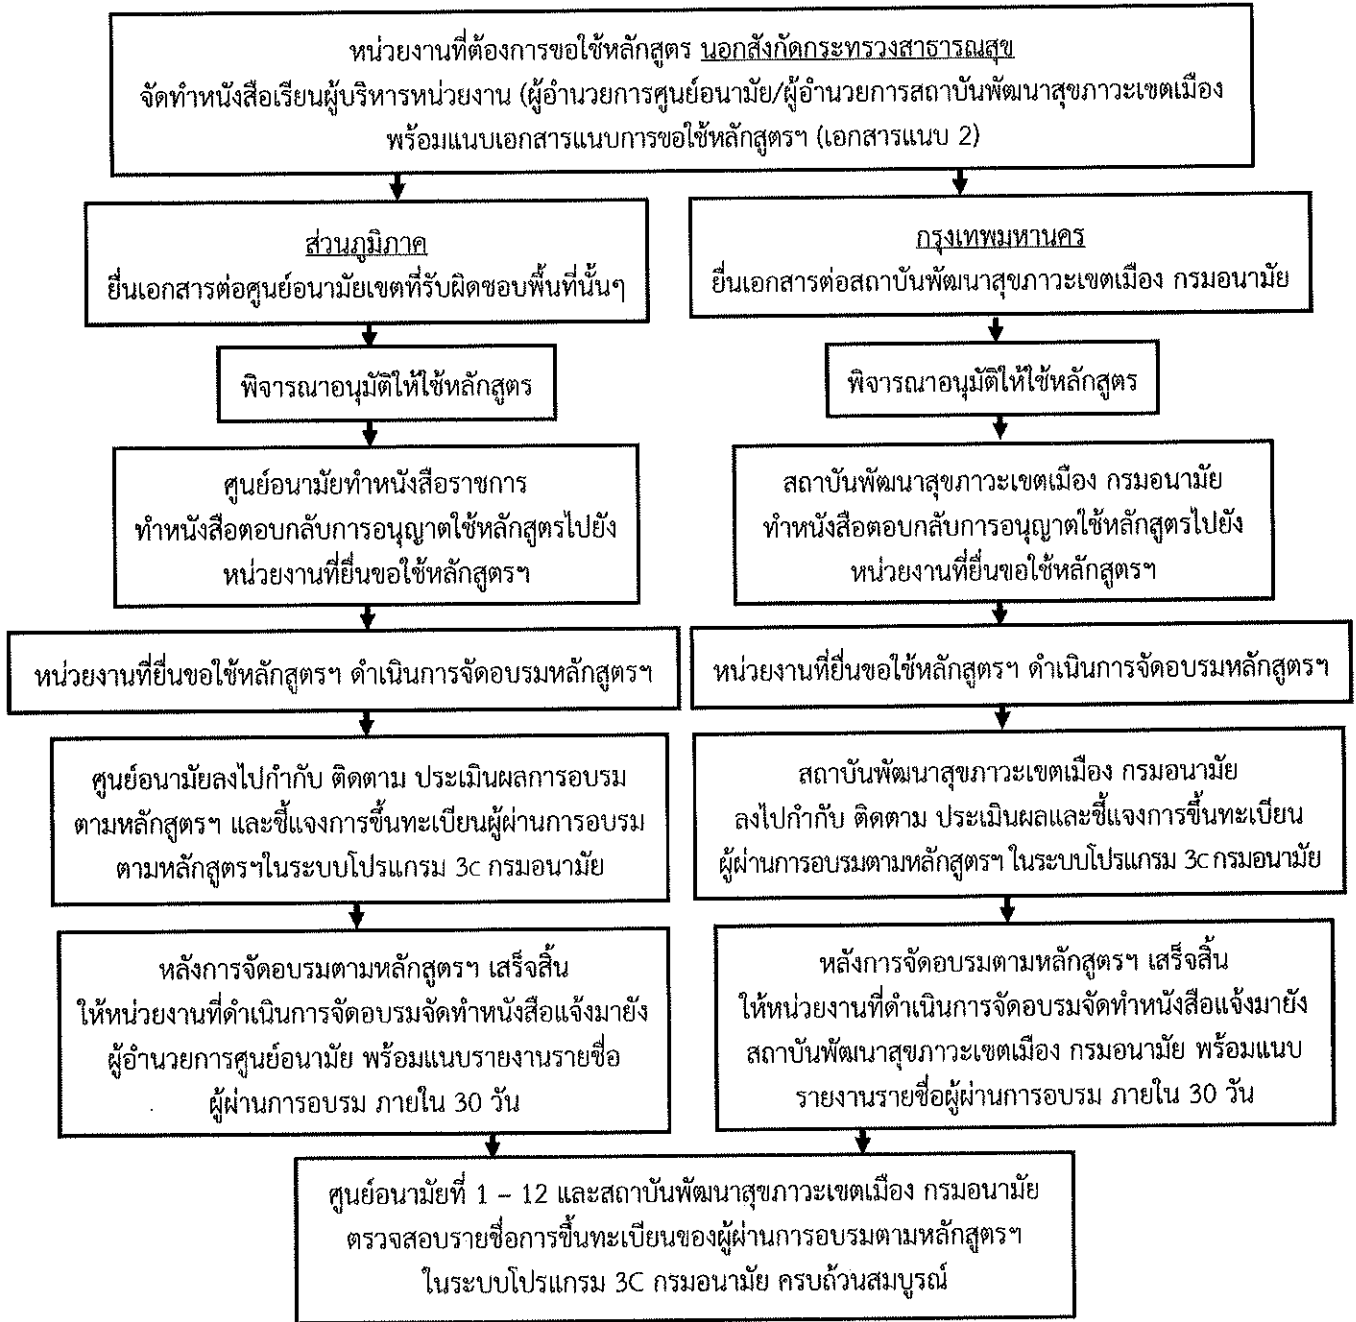 หน่วยงานที่ต้องการขอใช้หลักสูตร นอกสังกัดกระทรวงสาธารณสุข
จัดทำหนังสือเรียนผู้บริหารหน่วยงาน (ผู้อำนวยการศูนย์อนามัย/ผู้อำนวยการสถาบันพัฒนาสุขภาวะเขตเมือง
พร้อมแนบเอกสารแนบการขอใช้หลักสูตรฯ (เอกสารแนบ 2)
ส่วนภูมิภาค
ยื่นเอกสารต่อศูนย์อนามัยเขตที่รับผิดชอบพื้นที่นั้นๆ
พิจารณาอนุมัติให้ใช้หลักสูตร
ศูนย์อนามัยทำหนังสือราชการ
ทำหนังสือตอบกลับการอนุญาตใช้หลักสูตรไปยัง
หน่วยงานที่ยื่นขอใช้หลักสูตรฯ
หน่วยงานที่ยื่นขอใช้หลักสูตรฯ ดำเนินการจัดอบรมหลักสูตรฯ
ศูนย์อนามัยลงไปกำกับ ติดตาม ประเมินผลการอบรม
ตามหลักสูตรฯ และชี้แจงการขึ้นทะเบียนผู้ผ่านการอบรม
ตามหลักสูตรฯในระบบโปรแกรม 3c กรมอนามัย
หลังการจัดอบรมตามหลักสูตรฯ เสร็จสิ้น
ให้หน่วยงานที่ดำเนินการจัดอบรมจัดทำหนังสือแจ้งมายัง
ผู้อำนวยการศูนย์อนามัย พร้อมแนบรายงานรายชื่อ
ผู้ผ่านการอบรม ภายใน 30 วัน
กรุงเทพมหานคร
ยื่นเอกสารต่อสถาบันพัฒนาสุขภาวะเขตเมือง กรมอนามัย
พิจารณาอนุมัติให้ใช้หลักสูตร
สถาบันพัฒนาสุขภาวะเขตเมือง กรมอนามัย
ทำหนังสือตอบกลับการอนุญาตใช้หลักสูตรไปยัง
หน่วยงานที่ยื่นขอใช้หลักสูตรฯ
หน่วยงานที่ยื่นขอใช้หลักสูตรฯ ดำเนินการจัดอบรมหลักสูตรฯ
สถาบันพัฒนาสุขภาวะเขตเมือง กรมอนามัย
ลงไปกำกับ ติดตาม ประเมินผลและชี้แจงการขึ้นทะเบียน
ผู้ผ่านการอบรมตามหลักสูตรฯ ในระบบโปรแกรม 3c กรมอนามัย
หลังการจัดอบรมตามหลักสูตรฯ เสร็จสิ้น
ให้หน่วยงานที่ดำเนินการจัดอบรมจัดทำหนังสือแจ้งมายัง
สถาบันพัฒนาสุขภาวะเขตเมือง กรมอนามัย พร้อมแนบ
รายงานรายชื่อผู้ผ่านการอบรม ภายใน 30 วัน
ศูนย์อนามัยที่ 1 – 12 และสถาบันพัฒนาสุขภาวะเขตเมือง กรมอนามัย
ตรวจสอบรายชื่อการขึ้นทะเบียนของผู้ผ่านการอบรมตามหลักสูตรฯ
ในระบบโปรแกรม 3C กรมอนามัย ครบถ้วนสมบูรณ์